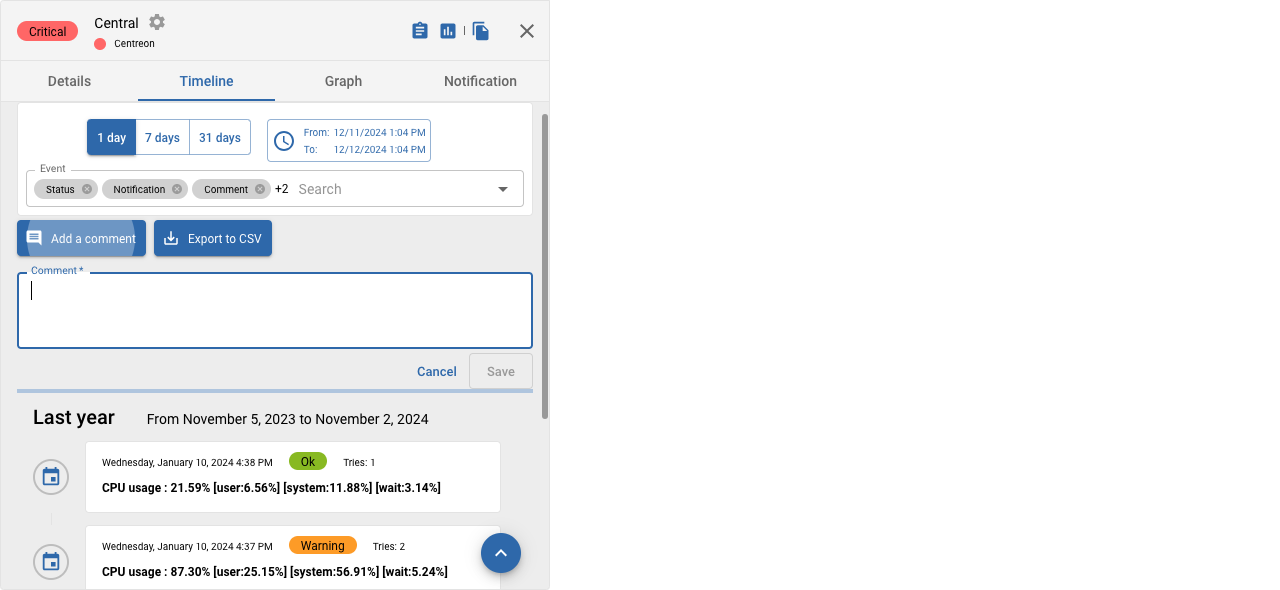 Critical
Central
Centreon
Details Timeline Graph Notification
1 day 7 days 31 days
From: 12/11/2024 1:04 PM
To: 12/12/2024 1:04 PM
Event
Status Notification Comment +2 Search
Add a comment Export to CSV
Comment *
Cancel Save
Last year From November 5, 2023 to November 2, 2024
Wednesday, January 10, 2024 4:38 PM Ok Tries: 1
CPU usage : 21.59% [user:6.56%] [system:11.88%] [wait:3.14%]
Wednesday, January 10, 2024 4:37 PM Warning Tries: 2
CPU usage : 87.30% [user:25.15%] [system:56.91%] [wait:5.24%]